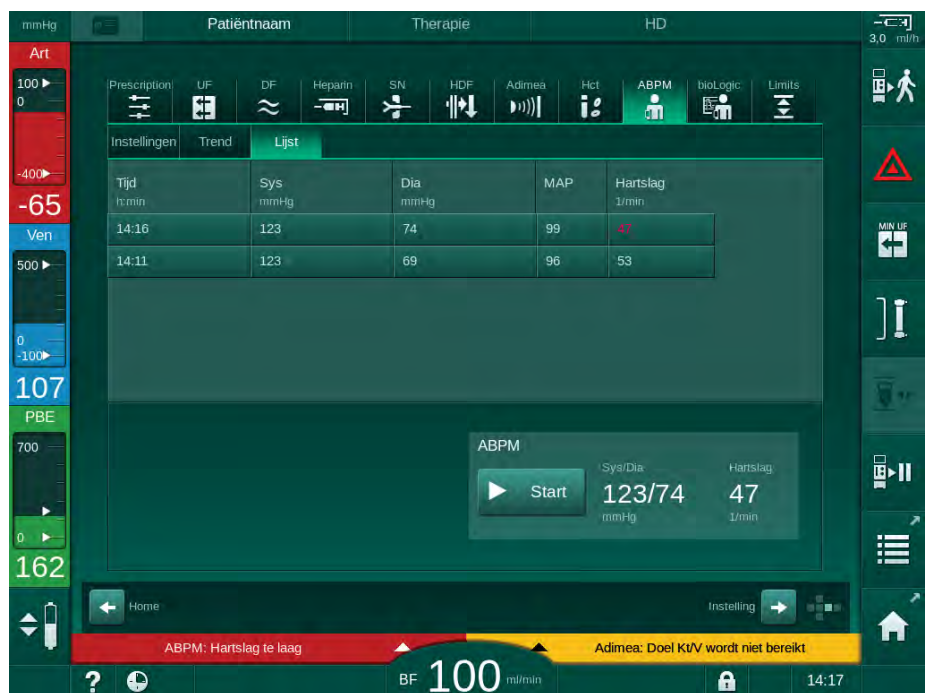 mmHg Patiëntnaam Therapie HD
3,0 ml/h
Art
100
0
-400
-65
Ven
500
0
-100
107
PBE
700
0
162
Prescription UF DF Heparin SN HDF Adimea Hct ABPM bioLogic Limits
Instellingen Trend Lijst
Tijd Sys Dia MAP Hartslag
h:min mmHg mmHg 1/min
14:16 123 74 99 47
14:11 123 69 96 53
ABPM
Sys/Dia Hartslag
Start 123/74 47
mmHg 1/min
MIN UF
Home Instelling
ABPM: Hartslag te laag Adimea: Doel Kt/V wordt niet bereikt
? BF 100 ml/min 14:17